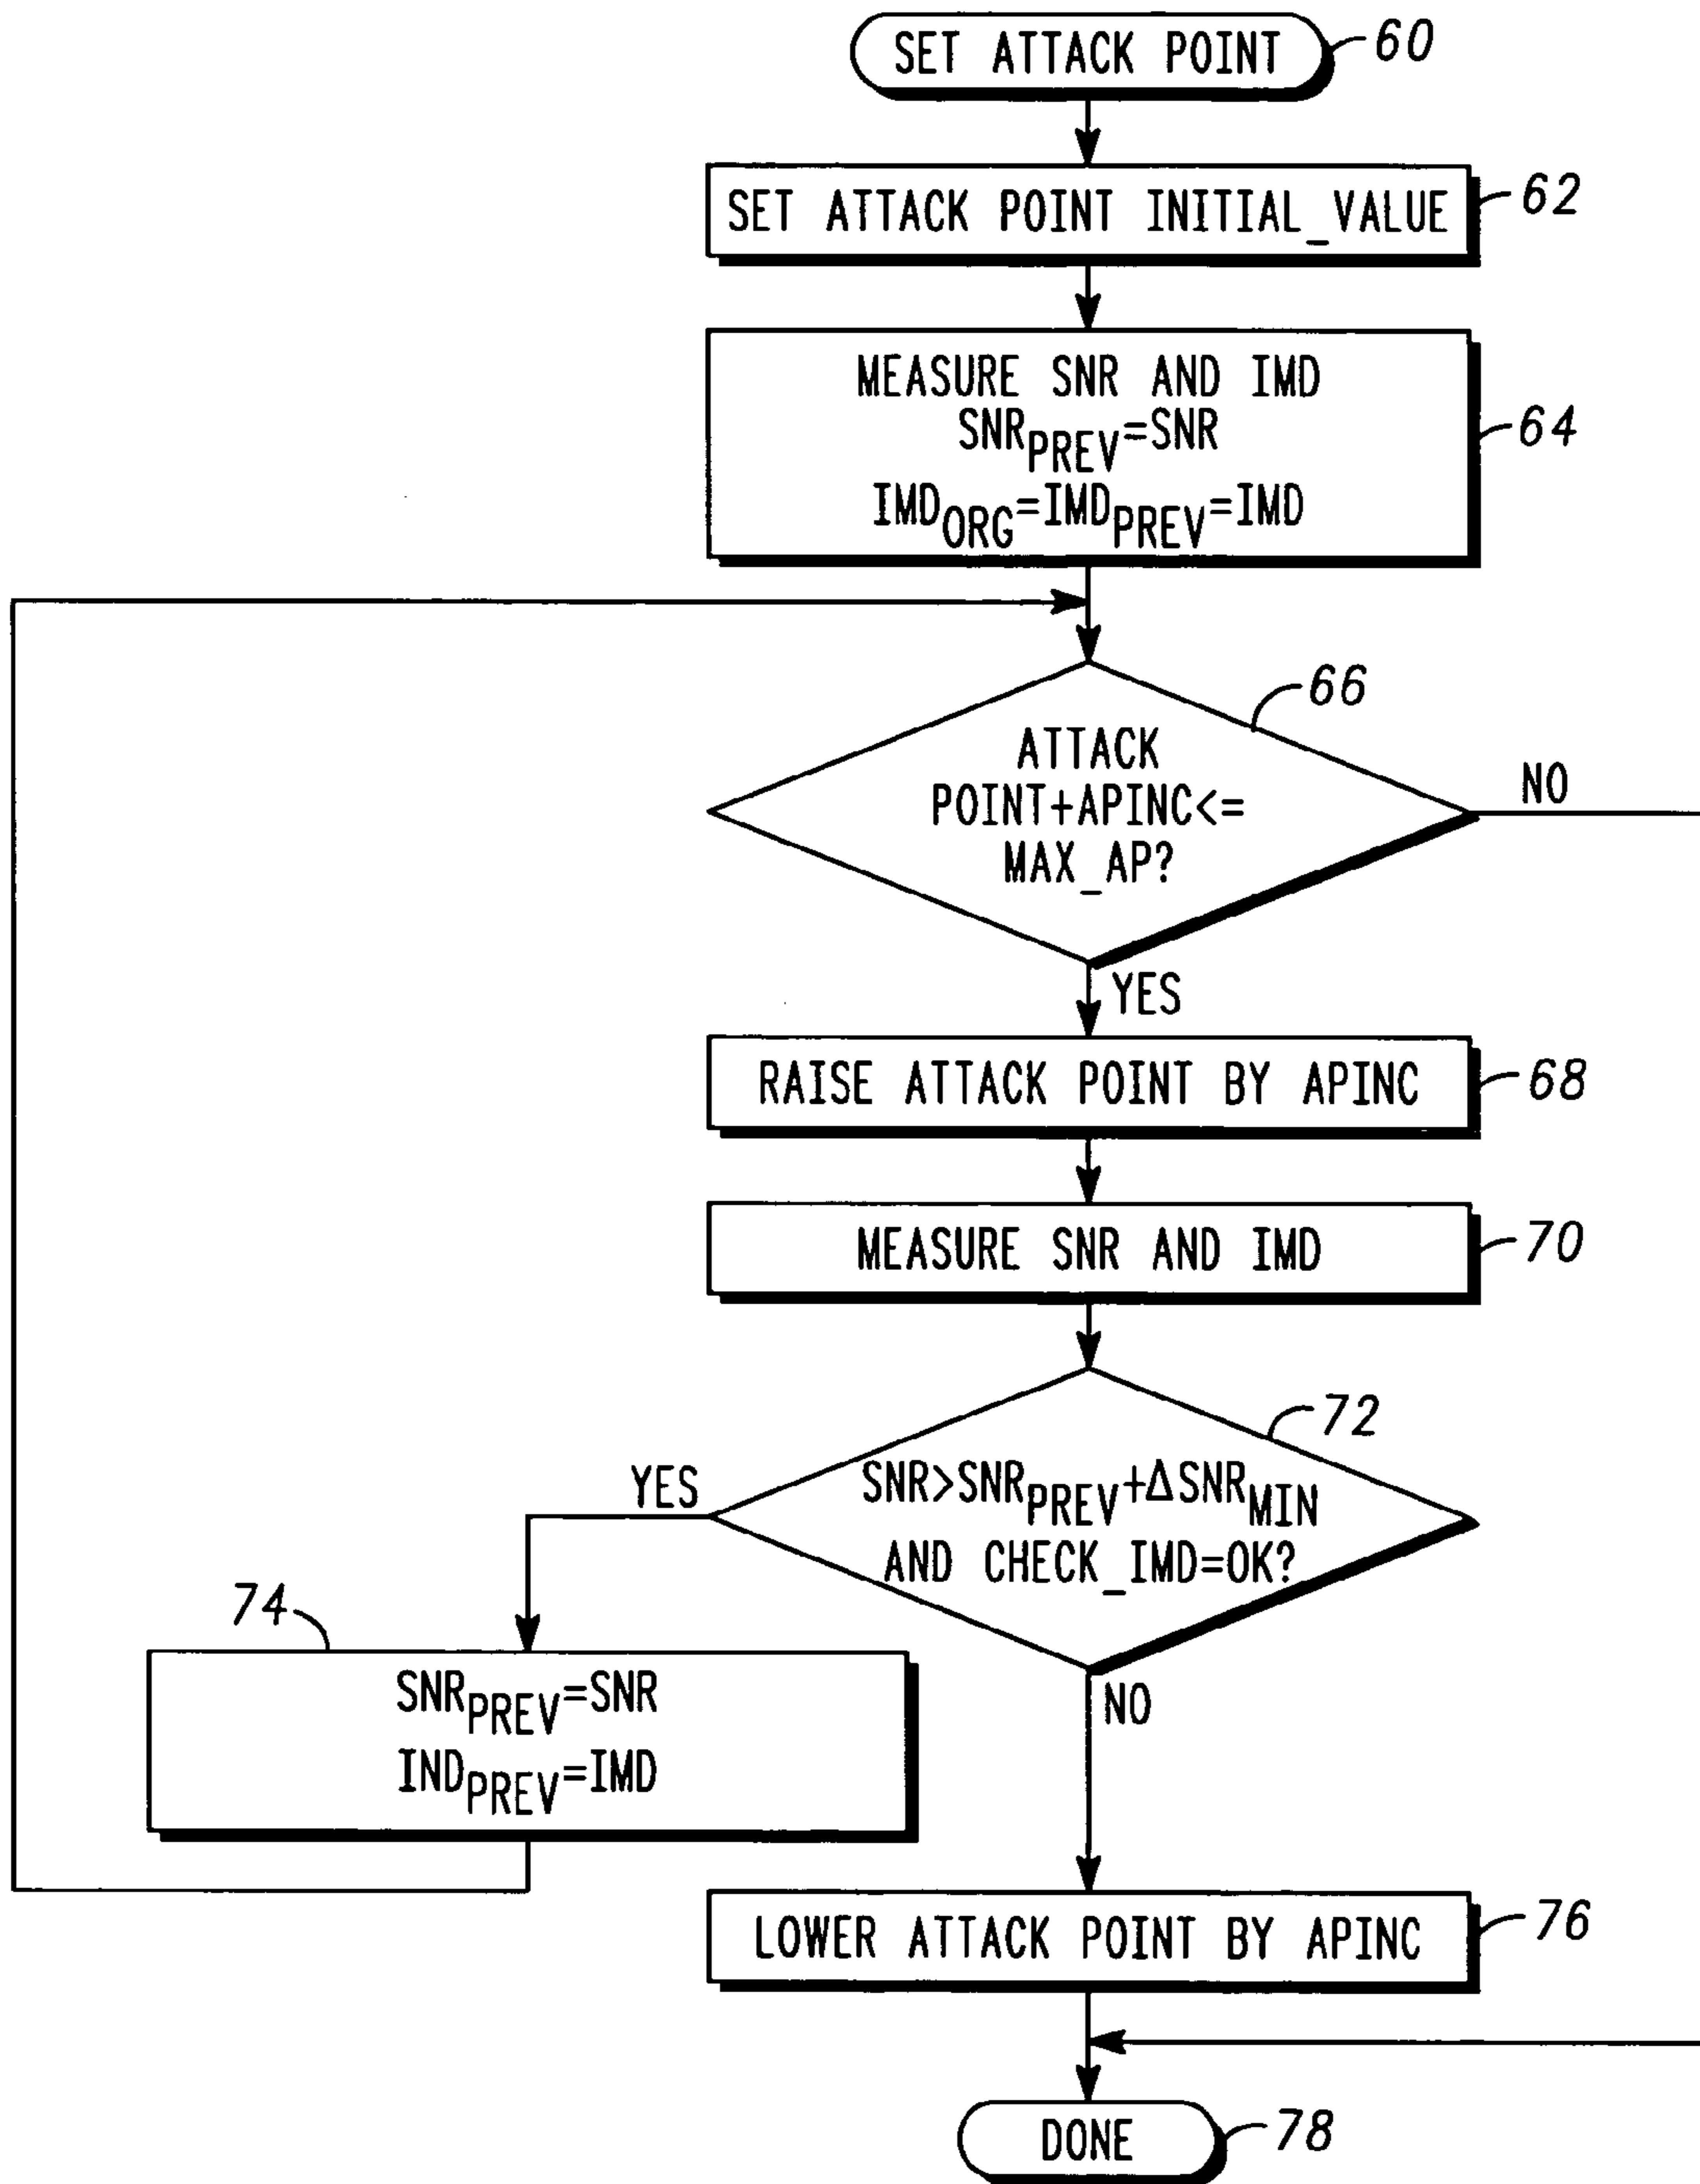 SET ATTACK POINT
60
SET ATTACK POINT INITIAL_VALUE
62
MEASURE SNR AND IMD
SNRPREV=SNR
IMDORG=IMDPREV=IMD
64
66
ATTACK
POINT+APINC<=
MAX_AP?
NO
YES
RAISE ATTACK POINT BY APINC
68
MEASURE SNR AND IMD
70
72
SNR>SNRPREV+ΔSNRMIN
AND CHECK_IMD=OK?
YES
74
SNRPREV=SNR
INDPREV=IMD
NO
LOWER ATTACK POINT BY APINC
76
DONE
78